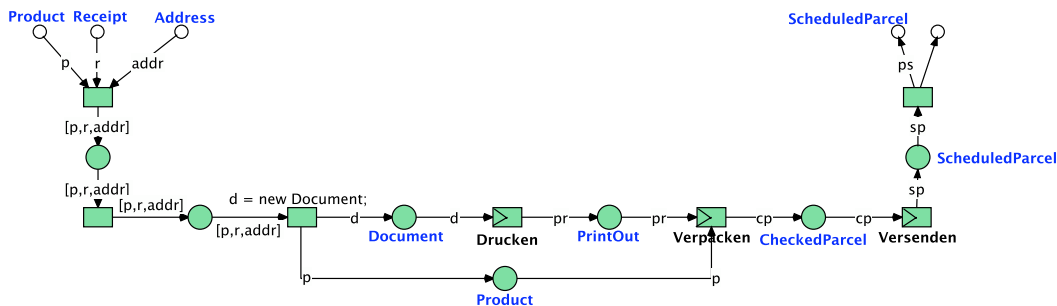 Product Receipt Address
ScheduledParcel
p r addr
ps
[p,r,addr]
sp
ScheduledParcel
[p,r,addr]
sp
[p,r,addr]
d = new Document;
[p,r,addr]
d d pr pr cp cp
Document
Drucken
PrintOut
Verpacken
CheckedParcel
Versenden
p p
Product